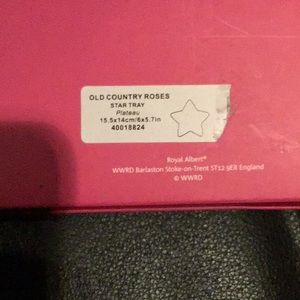 OLD COUNTRY ROSES
STAR TRAY
Plateau
15.5x14cm/6x5.7in
40018824
Royal Albert®
WWRD Barlaston Stoke-on-Trent ST12 9ER England
© WWRD